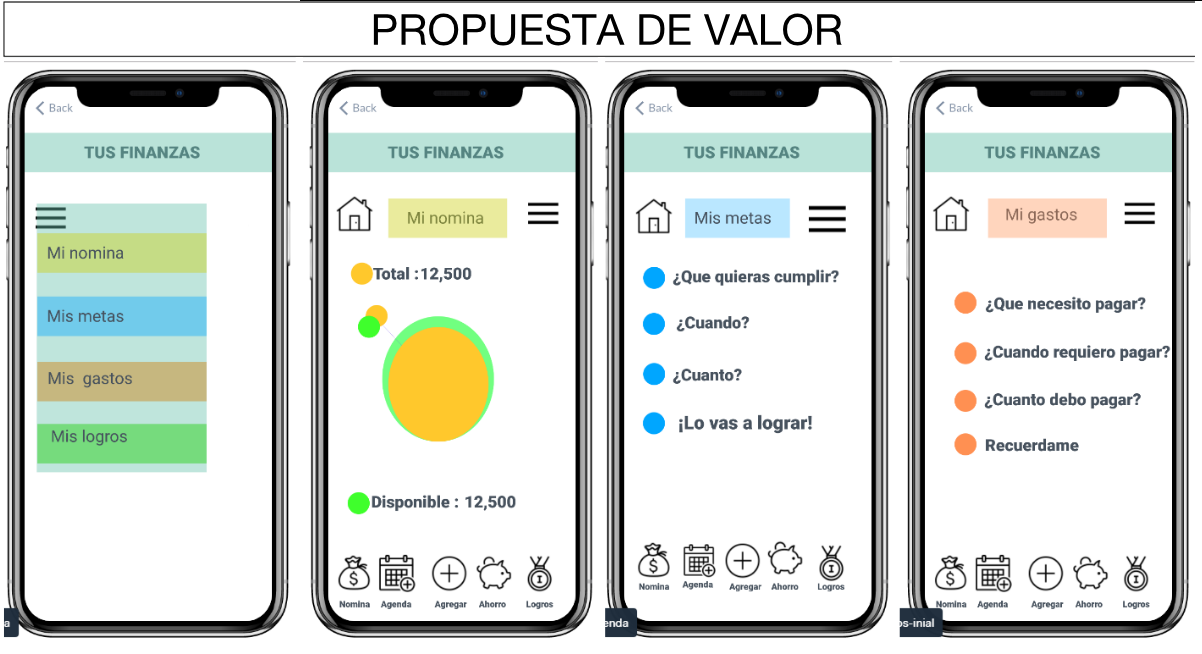 PROPUESTA DE VALOR
Back
TUS FINANZAS
Mi nomina
Mis metas
Mis gastos
Mis logros
a
Back
TUS FINANZAS
Mi nomina
Total :12,500
Disponible : 12,500
Nomina Agenda Agregar Ahorro Logros
Back
TUS FINANZAS
Mis metas
¿Que quieras cumplir?
¿Cuando?
¿Cuanto?
¡Lo vas a lograr!
Nomina Agenda Agregar Ahorro Logros
enda
Back
TUS FINANZAS
Mi gastos
¿Que necesito pagar?
¿Cuando requiero pagar?
¿Cuanto debo pagar?
Recuerdame
Nomina Agenda Agregar Ahorro Logros
os-inial